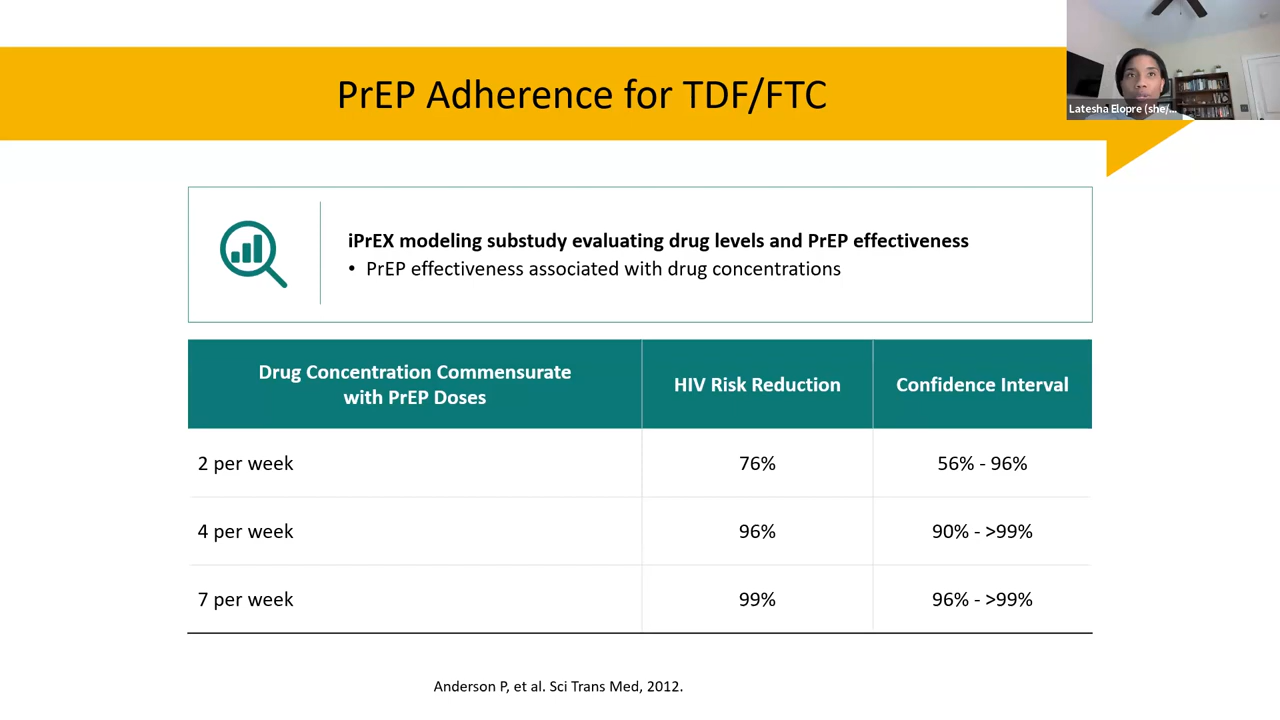 PrEP Adherence for TDF/FTC
Latesha Elopre (she/...
iPrEX modeling substudy evaluating drug levels and PrEP effectiveness
• PrEP effectiveness associated with drug concentrations
Drug Concentration Commensurate
with PrEP Doses
HIV Risk Reduction
Confidence Interval
2 per week
76%
56% - 96%
4 per week
96%
90% - >99%
7 per week
99%
96% - >99%
Anderson P, et al. Sci Trans Med, 2012.